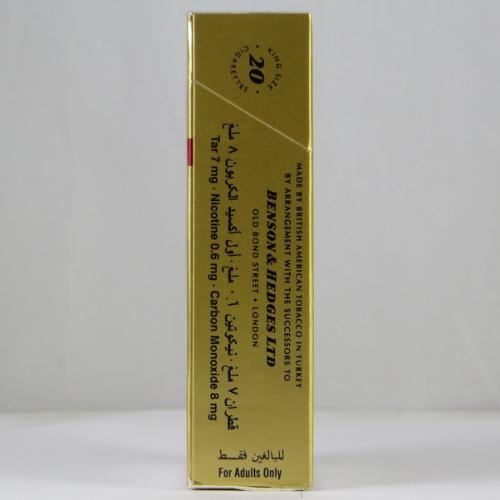 KING SIZE
20
CIGARETTES
MADE BY BRITISH AMERICAN TOBACCO IN TURKEY
BY ARRANGEMENT WITH THE SUCCESSORS TO
BENSON & HEDGES LTD
OLD BOND STREET • LONDON
قطران ٧ ملغ · نيكوتين ٠.٦ ملغ · أول أكسيد الكربون ٨ ملغ
Tar 7 mg · Nicotine 0.6 mg · Carbon Monoxide 8 mg
للبالغين فقط
For Adults Only